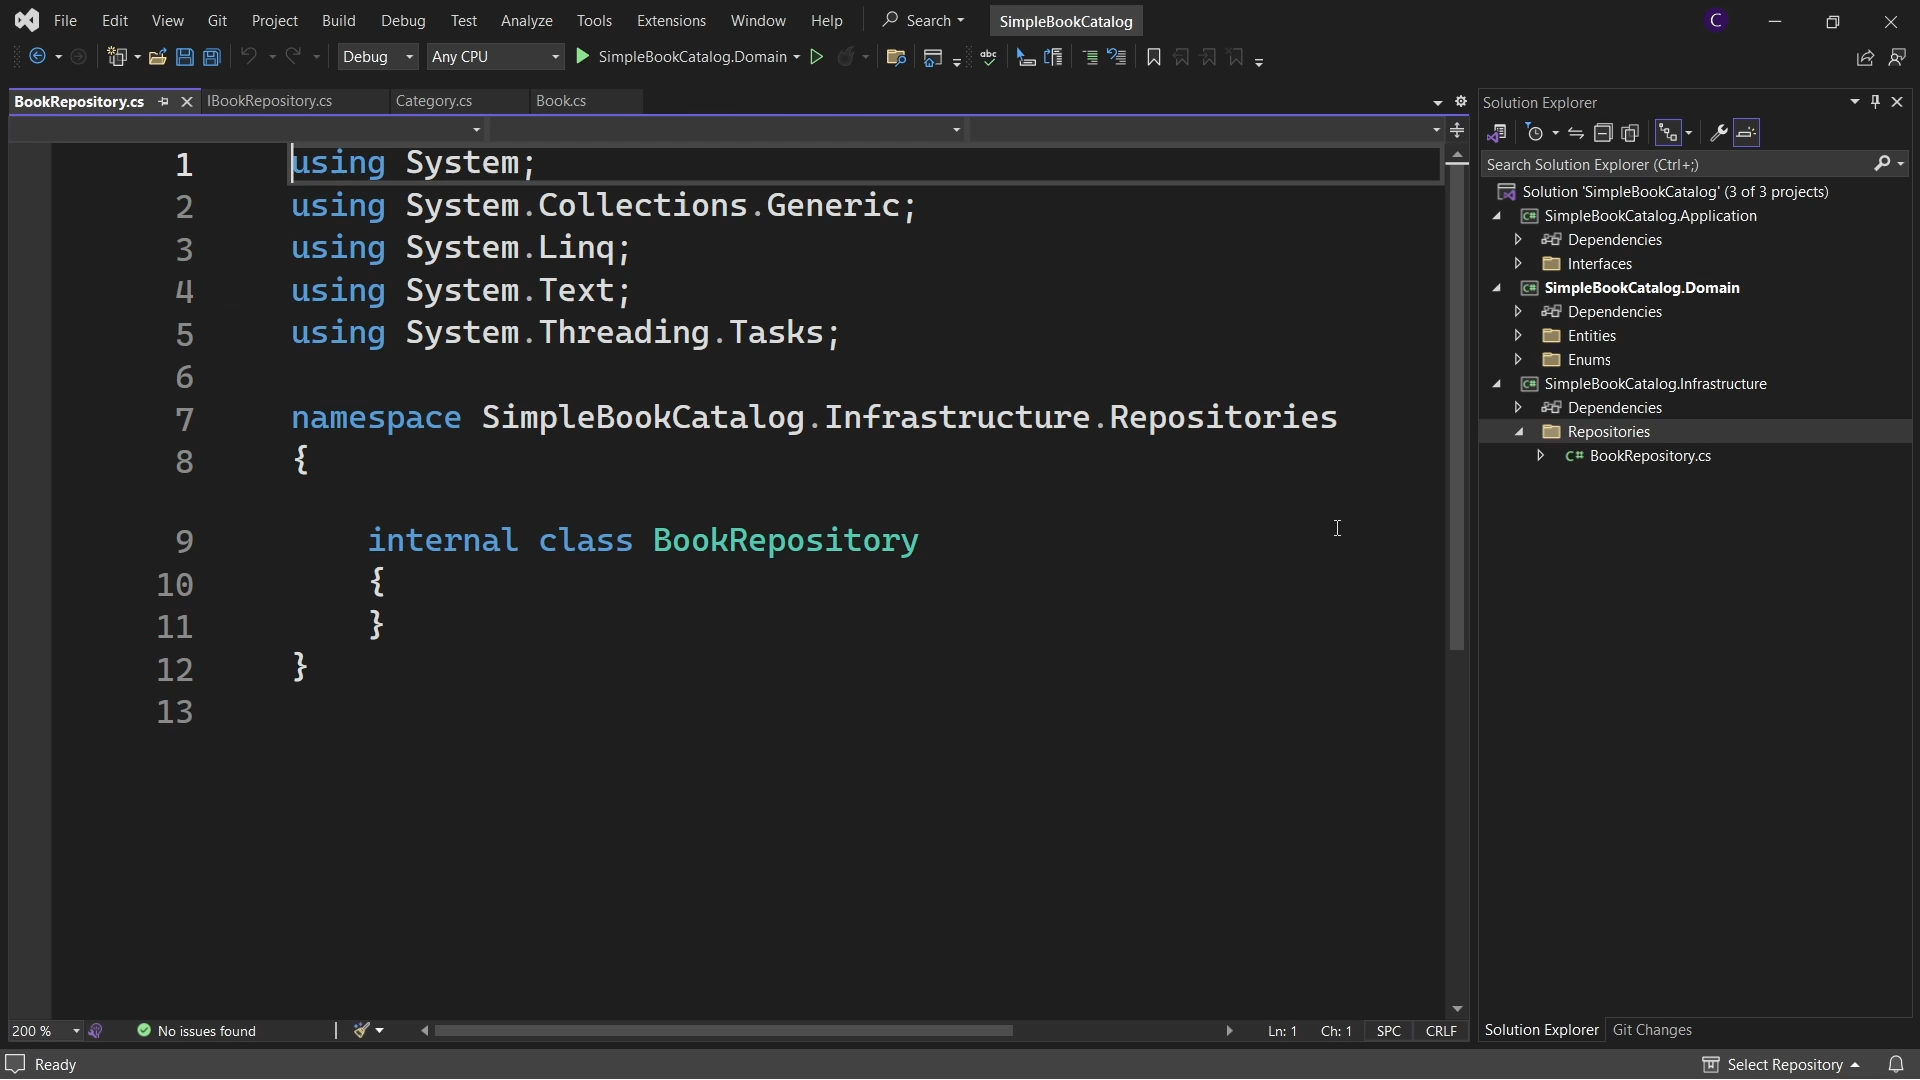 File Edit View Git Project Build Debug Test Analyze Tools Extensions Window Help Search SimpleBookCatalog C
Debug Any CPU SimpleBookCatalog.Domain abc
BookRepository.cs IBookRepository.cs Category.cs Book.cs
1 using System;
2 using System.Collections.Generic;
3 using System.Linq;
4 using System.Text;
5 using System.Threading.Tasks;
6
7 namespace SimpleBookCatalog.Infrastructure.Repositories
8 {
9 internal class BookRepository
10 {
11 }
12 }
13
200 % No issues found Ln: 1 Ch: 1 SPC CRLF
Solution Explorer
Search Solution Explorer (Ctrl+;)
Solution 'SimpleBookCatalog' (3 of 3 projects)
C# SimpleBookCatalog.Application
Dependencies
Interfaces
C# SimpleBookCatalog.Domain
Dependencies
Entities
Enums
C# SimpleBookCatalog.Infrastructure
Dependencies
Repositories
C# BookRepository.cs
Solution Explorer Git Changes
Ready Select Repository